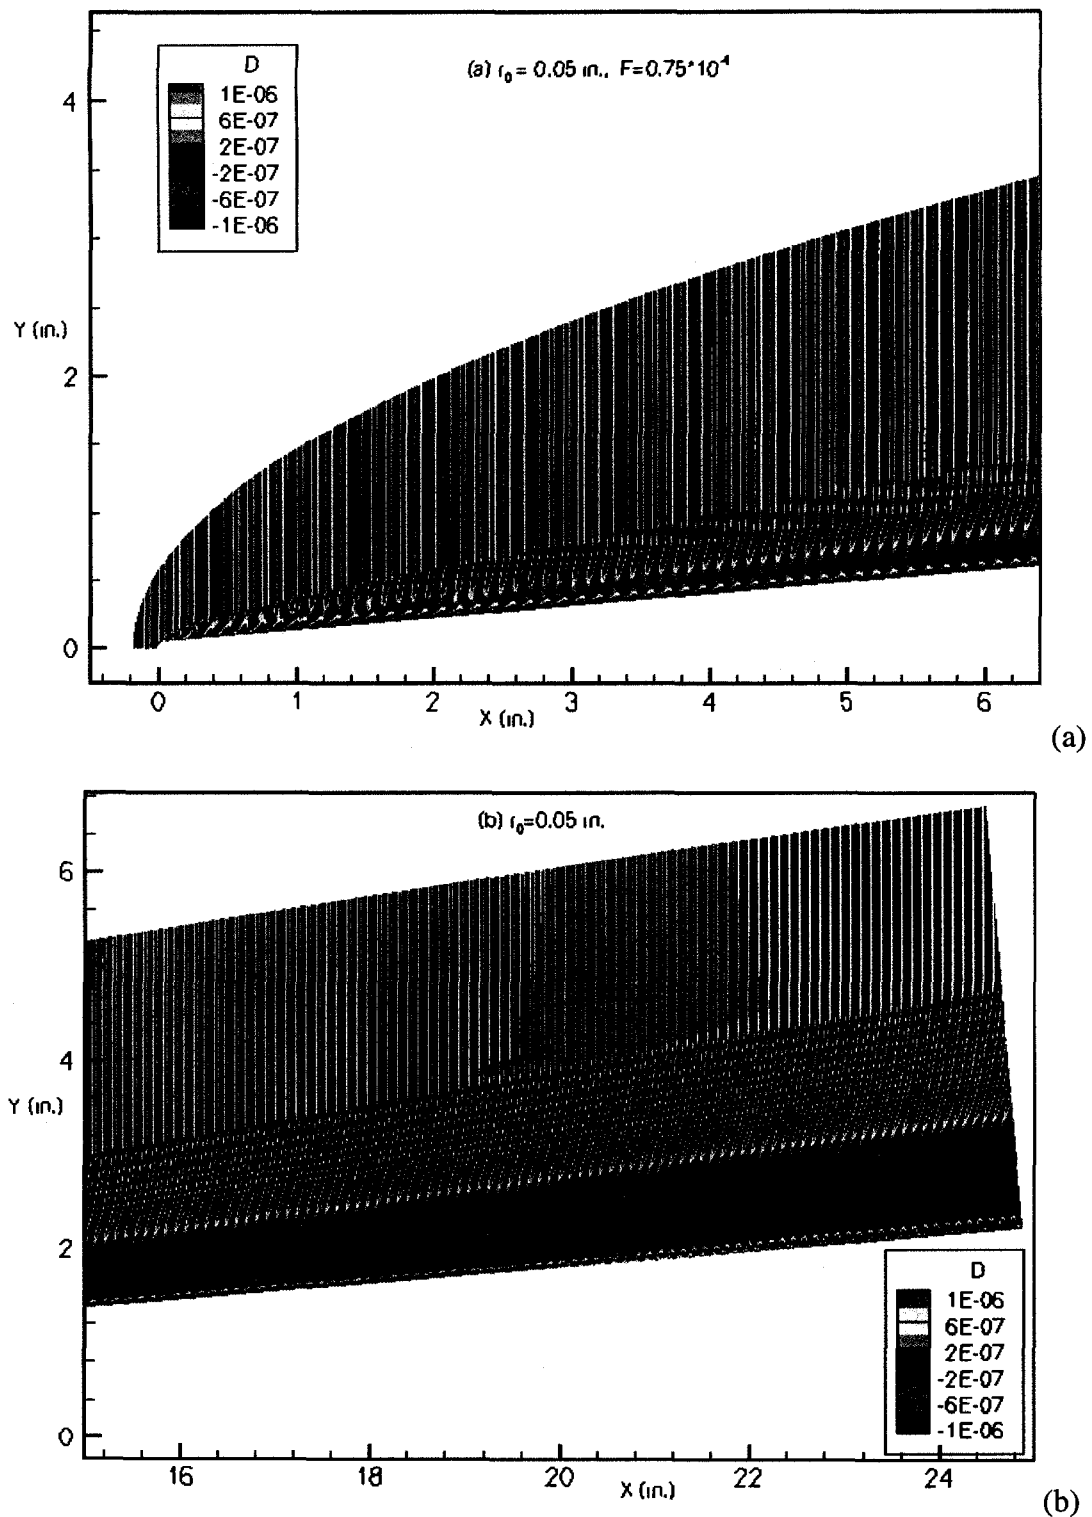 (a) r₀ = 0.05 in., F=0.75*10⁻⁴
D
1E-06
6E-07
2E-07
-2E-07
-6E-07
-1E-06
4
2
0
Y (in.)
0 1 2 3 4 5 6
X (in.)
(a)
(b) r₀=0.05 in.
6
4
2
0
Y (in.)
D
1E-06
6E-07
2E-07
-2E-07
-6E-07
-1E-06
16 18 20 22 24
X (in.)
(b)